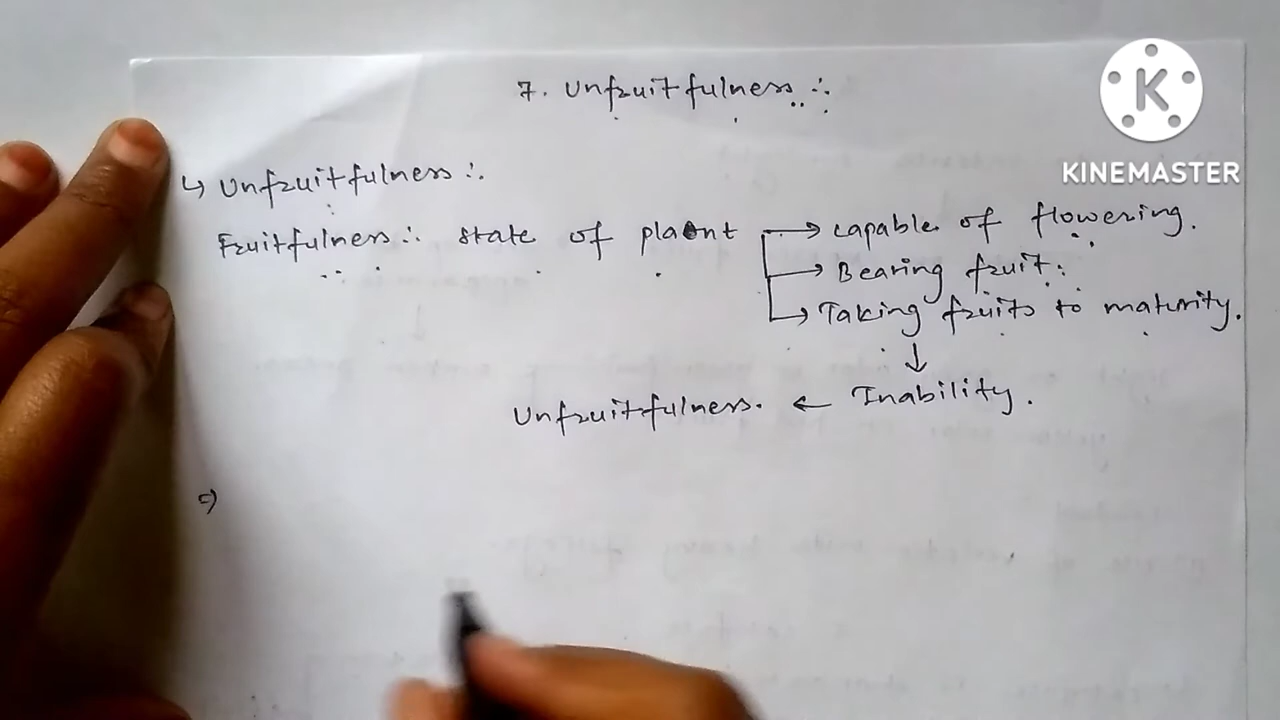 7. Unfruitfulness :-
K
KINEMASTER
↳ Unfruitfulness :-
Fruitfulness :- state of plant → capable of flowering.
→ Bearing fruit.
→ Taking fruits to maturity.
↓
Unfruitfulness. ← Inability.
⇒